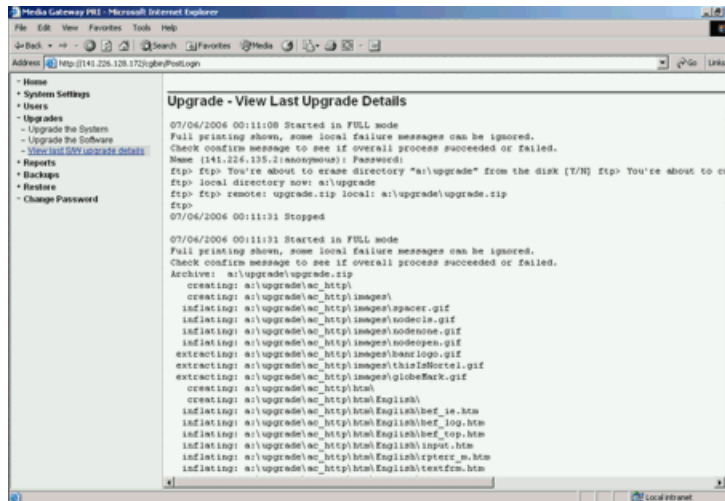 Media Gateway PRI - Microsoft Internet Explorer
File Edit View Favorites Tools Help
Back Search Favorites Media
Address http://141.226.128.172/cgbin/PostLogin Go Links
Home
System Settings
Users
Upgrades
Upgrade the System
Upgrade the Software
View last S/W upgrade details
Reports
Backups
Restore
Change Password
Upgrade - View Last Upgrade Details
07/06/2006 00:11:08 Started in FULL mode
Full printing shown, some local failure messages can be ignored.
Check confirm message to see if overall process succeeded or failed.
Name (141.226.135.2:anonymous): Password:
ftp> ftp> You're about to erase directory "a:\upgrade" from the disk [Y/N] ftp> You're about to c
ftp> local directory now: a:\upgrade
ftp> ftp> remote: upgrade.zip local: a:\upgrade\upgrade.zip
ftp>
07/06/2006 00:11:31 Stopped
07/06/2006 00:11:31 Started in FULL mode
Full printing shown, some local failure messages can be ignored.
Check confirm message to see if overall process succeeded or failed.
Archive: a:\upgrade\upgrade.zip
creating: a:\upgrade\ac_http\
creating: a:\upgrade\ac_http\images\
inflating: a:\upgrade\ac_http\images\spacer.gif
inflating: a:\upgrade\ac_http\images\nodecls.gif
inflating: a:\upgrade\ac_http\images\nodenone.gif
inflating: a:\upgrade\ac_http\images\nodeopen.gif
extracting: a:\upgrade\ac_http\images\banrlogo.gif
extracting: a:\upgrade\ac_http\images\thisIsNortel.gif
extracting: a:\upgrade\ac_http\images\globeMark.gif
creating: a:\upgrade\ac_http\htm\
creating: a:\upgrade\ac_http\htm\English\
inflating: a:\upgrade\ac_http\htm\English\bef_ie.htm
inflating: a:\upgrade\ac_http\htm\English\bef_log.htm
inflating: a:\upgrade\ac_http\htm\English\bef_top.htm
inflating: a:\upgrade\ac_http\htm\English\input.htm
inflating: a:\upgrade\ac_http\htm\English\rpterr_m.htm
inflating: a:\upgrade\ac_http\htm\English\textfrm.htm
Local intranet